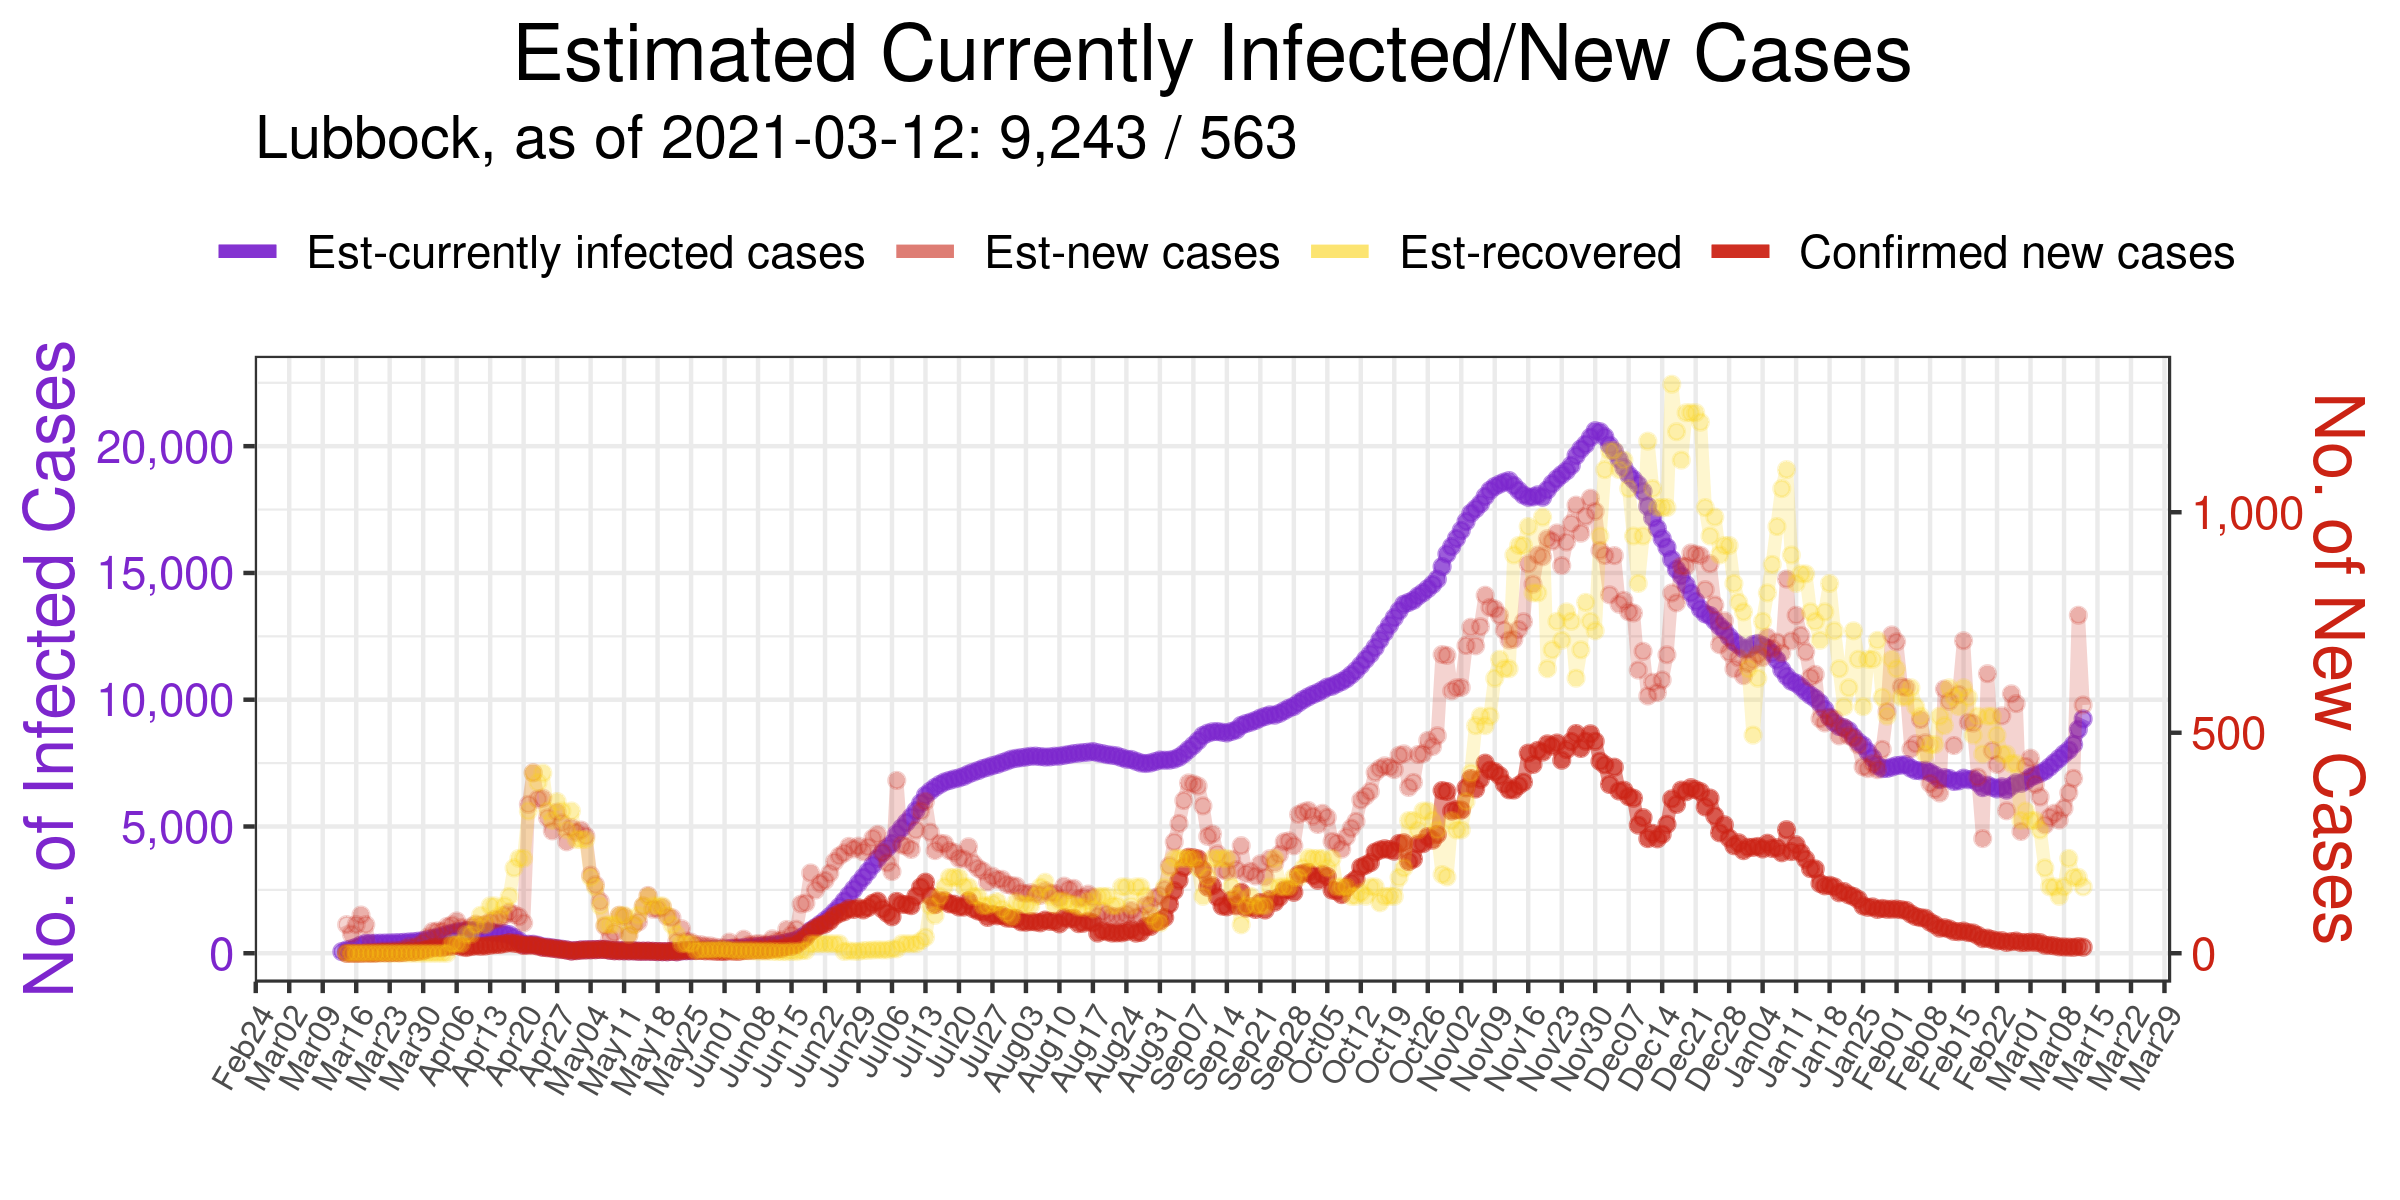 Estimated Currently Infected/New Cases
Lubbock, as of 2021-03-12: 9,243 / 563
Est-currently infected cases
Est-new cases
Est-recovered
Confirmed new cases
No. of Infected Cases
20,000
15,000
10,000
5,000
0
No. of New Cases
1,000
500
0
Feb24
Mar02
Mar09
Mar16
Mar23
Mar30
Apr06
Apr13
Apr20
Apr27
May04
May11
May18
May25
Jun01
Jun08
Jun15
Jun22
Jun29
Jul06
Jul13
Jul20
Jul27
Aug03
Aug10
Aug17
Aug24
Aug31
Sep07
Sep14
Sep21
Sep28
Oct05
Oct12
Oct19
Oct26
Nov02
Nov09
Nov16
Nov23
Nov30
Dec07
Dec14
Dec21
Dec28
Jan04
Jan11
Jan18
Jan25
Feb01
Feb08
Feb15
Feb22
Mar01
Mar08
Mar15
Mar22
Mar29